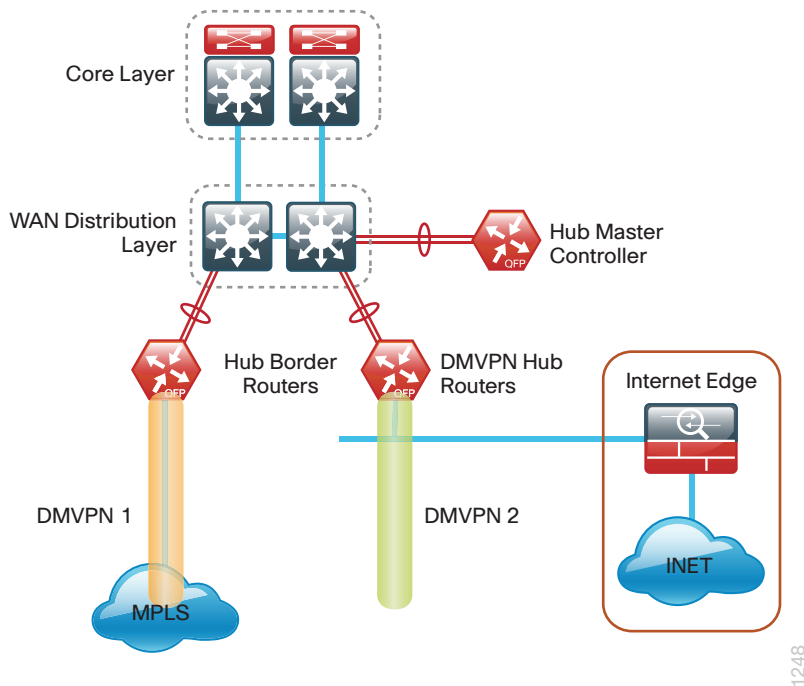 Core Layer
WAN Distribution
Layer
Hub Master
Controller
QFP
Hub Border
Routers
DMVPN Hub
Routers
QFP
QFP
Internet Edge
DMVPN 1
DMVPN 2
INET
MPLS
1248